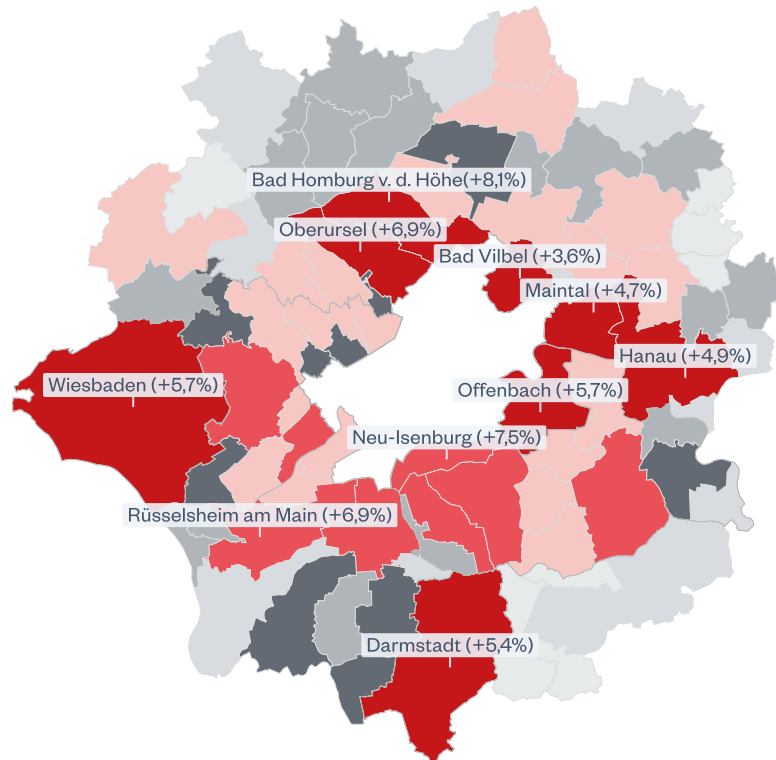 Bad Homburg v. d. Höhe(+8,1%)
Oberursel (+6,9%)
Bad Vilbel (+3,6%)
Maintal (+4,7%)
Hanau (+4,9%)
Wiesbaden (+5,7%)
Offenbach (+5,7%)
Neu-Isenburg (+7,5%)
Rüsselsheim am Main (+6,9%)
Darmstadt (+5,4%)